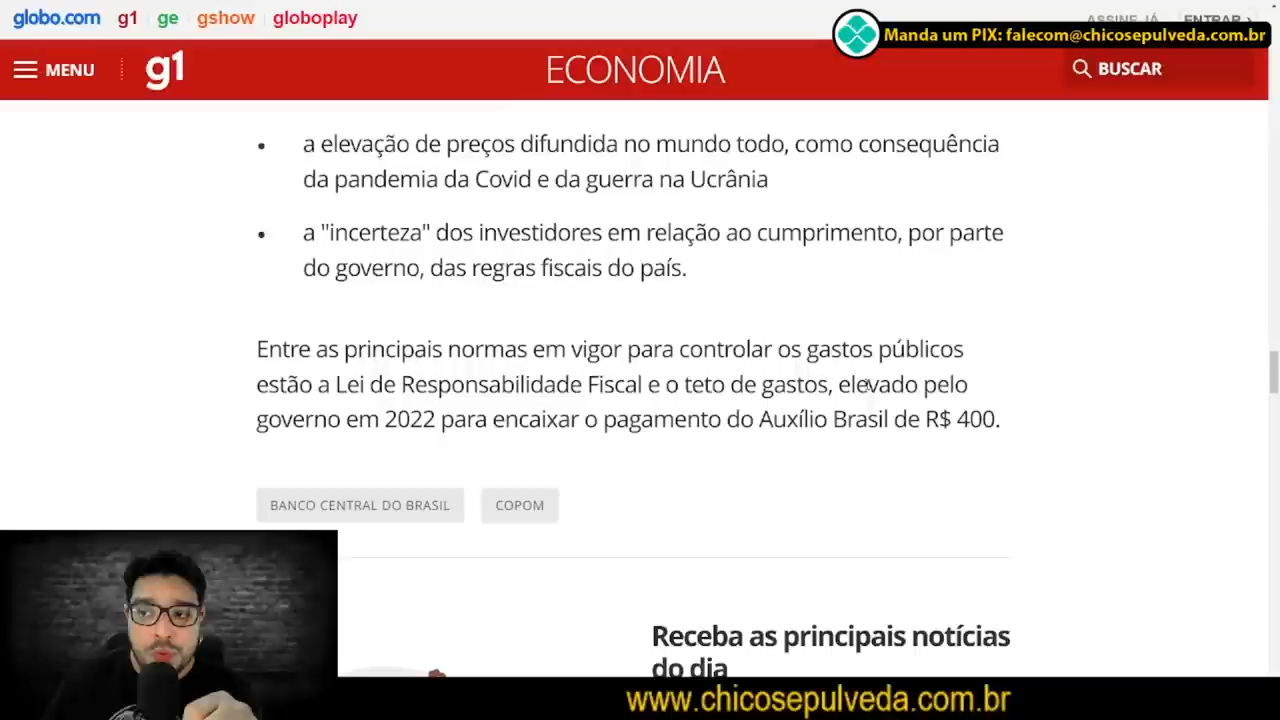 globo.com g1 ge gshow globoplay
ASSINE JÁ ENTRAR ›
Manda um PIX: falecom@chicosepulveda.com.br
MENU g1 ECONOMIA BUSCAR
• a elevação de preços difundida no mundo todo, como consequência
da pandemia da Covid e da guerra na Ucrânia
• a "incerteza" dos investidores em relação ao cumprimento, por parte
do governo, das regras fiscais do país.
Entre as principais normas em vigor para controlar os gastos públicos
estão a Lei de Responsabilidade Fiscal e o teto de gastos, elevado pelo
governo em 2022 para encaixar o pagamento do Auxílio Brasil de R$ 400.
BANCO CENTRAL DO BRASIL COPOM
Receba as principais notícias
do dia
www.chicosepulveda.com.br